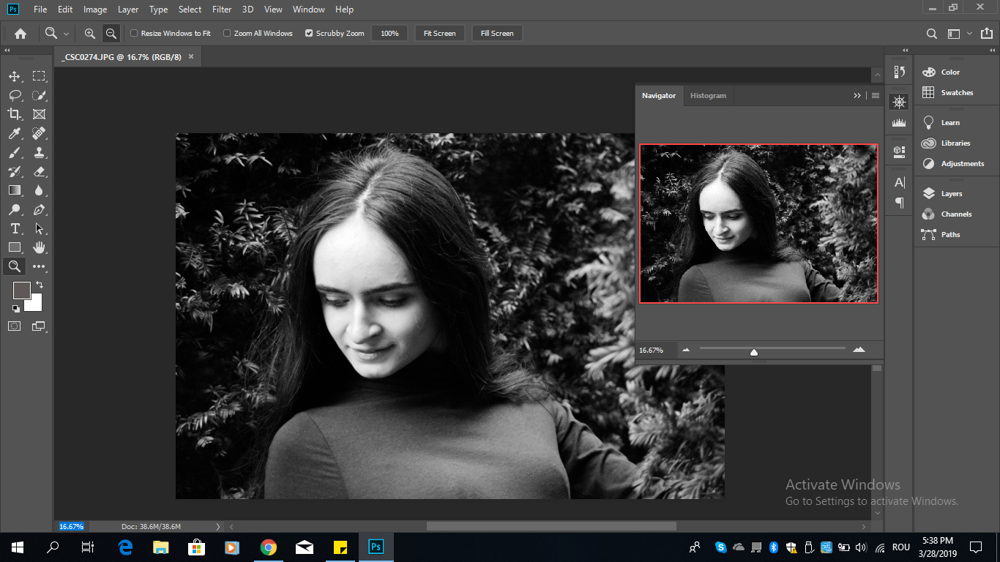 Ps File Edit Image Layer Type Select Filter 3D View Window Help
Resize Windows to Fit Zoom All Windows Scrubby Zoom 100% Fit Screen Fill Screen
_CSC0274.JPG @ 16.7% (RGB/8) ×
Navigator Histogram
Color
Swatches
Learn
Libraries
Adjustments
Layers
Channels
Paths
16.67%
Activate Windows
Go to Settings to activate Windows.
16.67% Doc: 38.6M/38.6M
Ps
ROU
5:38 PM
3/28/2019